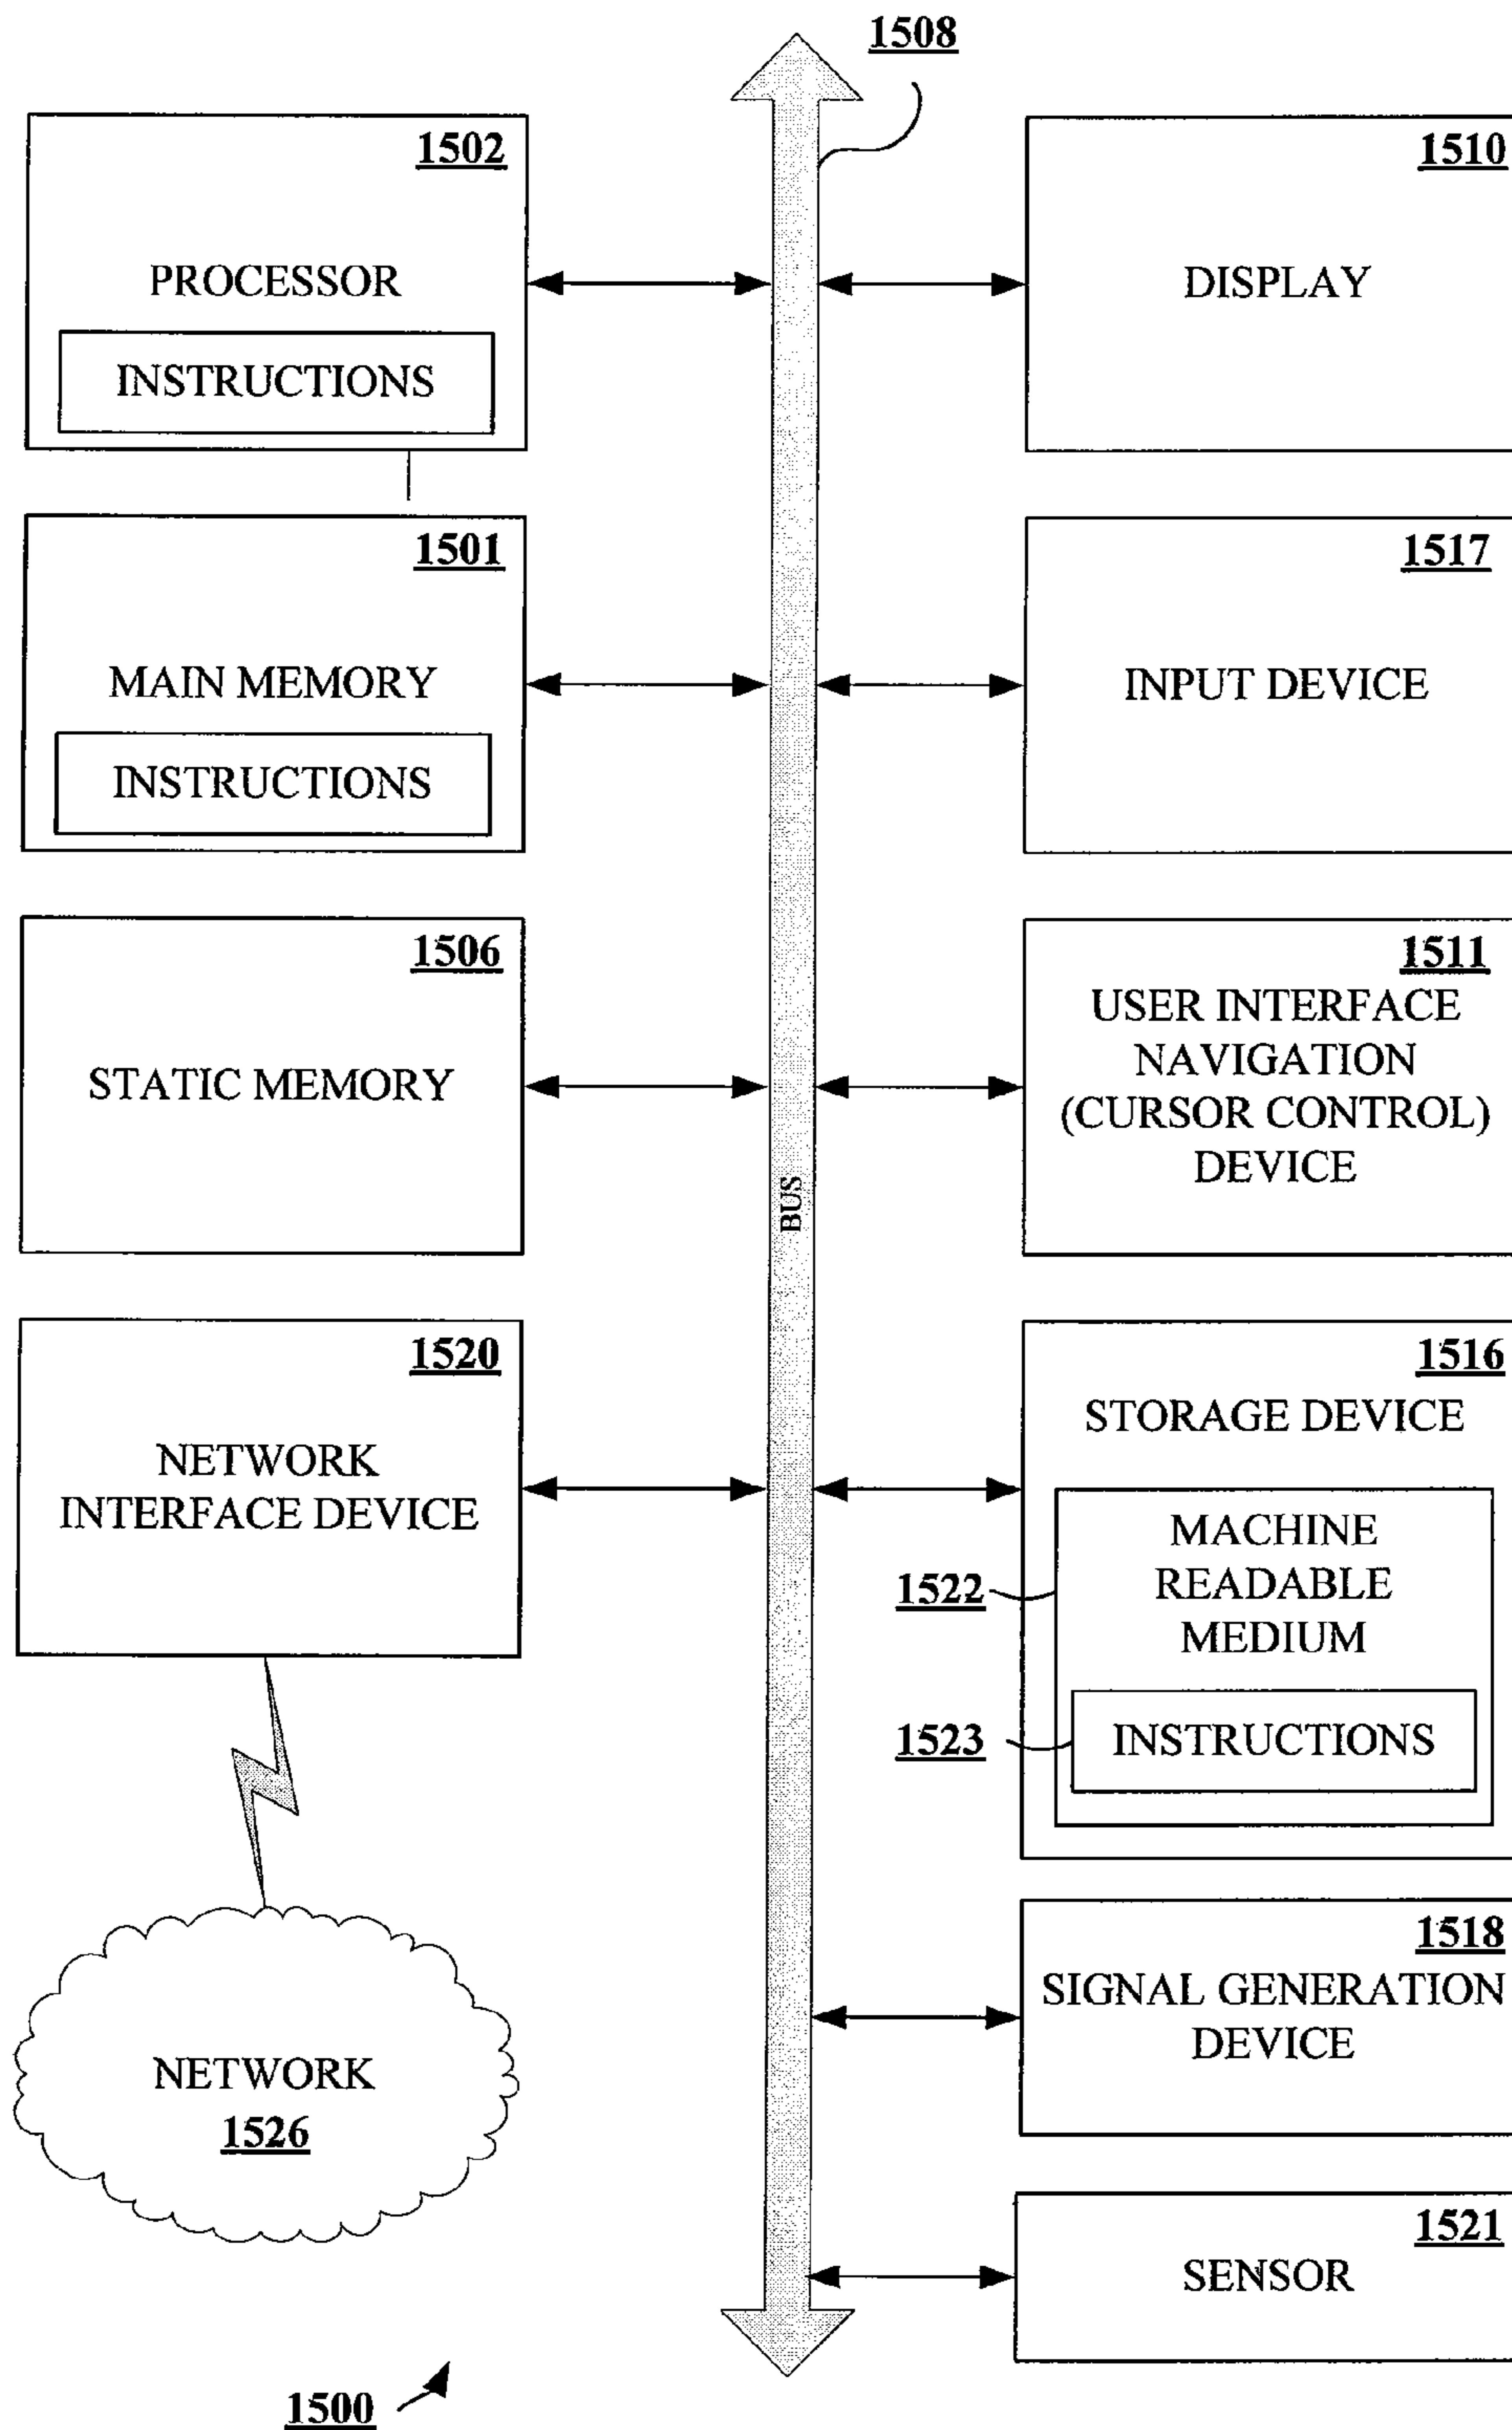 1508
1502
PROCESSOR
INSTRUCTIONS
1510
DISPLAY
1501
MAIN MEMORY
INSTRUCTIONS
1517
INPUT DEVICE
1506
STATIC MEMORY
1511
USER INTERFACE
NAVIGATION
(CURSOR CONTROL)
DEVICE
BUS
1520
NETWORK
INTERFACE DEVICE
1516
STORAGE DEVICE
MACHINE
READABLE
MEDIUM
1522
INSTRUCTIONS
1523
NETWORK
1526
1518
SIGNAL GENERATION
DEVICE
1521
SENSOR
1500